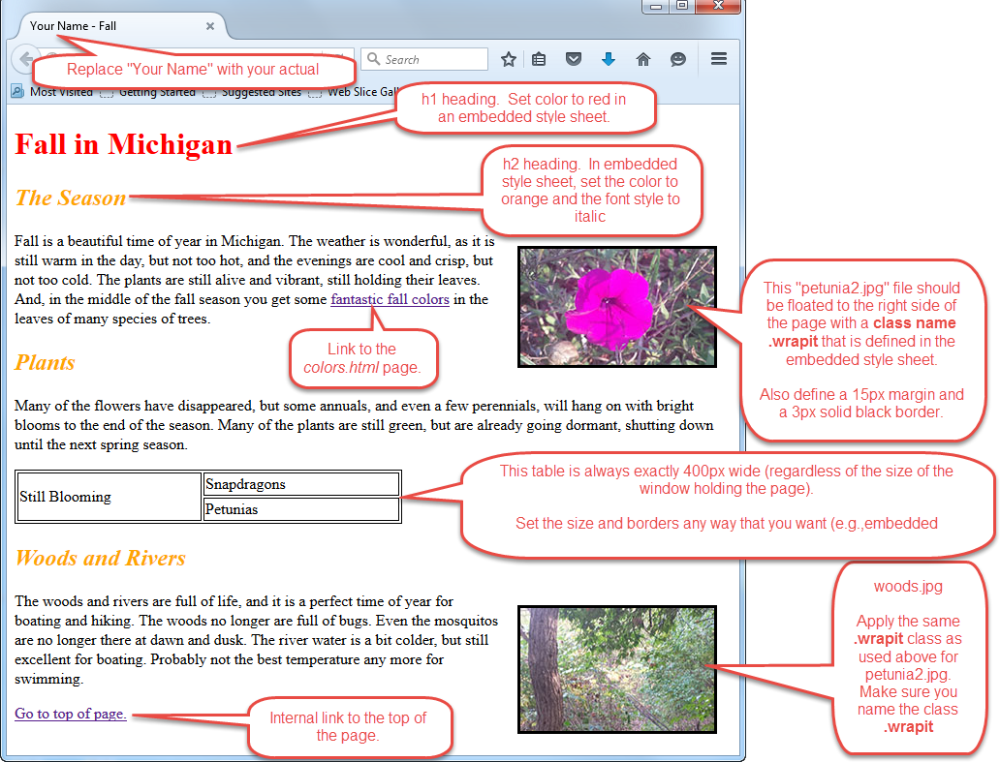 Your Name - Fall
Replace "Your Name" with your actual
Search
Most Visited
Getting Started
Suggested Sites
Web Slice Gal
h1 heading. Set color to red in
an embedded style sheet.
Fall in Michigan
h2 heading. In embedded
style sheet, set the color to
orange and the font style to
italic
The Season
Fall is a beautiful time of year in Michigan. The weather is wonderful, as it is
still warm in the day, but not too hot, and the evenings are cool and crisp, but
not too cold. The plants are still alive and vibrant, still holding their leaves.
And, in the middle of the fall season you get some fantastic fall colors in the
leaves of many species of trees.
This "petunia2.jpg" file should
be floated to the right side of
the page with a class name
.wrapit that is defined in the
embedded style sheet.
Also define a 15px margin and
a 3px solid black border.
Link to the
colors.html page.
Plants
Many of the flowers have disappeared, but some annuals, and even a few perennials, will hang on with bright
blooms to the end of the season. Many of the plants are still green, but are already going dormant, shutting down
until the next spring season.
Still Blooming
Snapdragons
Petunias
This table is always exactly 400px wide (regardless of the size of the
window holding the page).
Set the size and borders any way that you want (e.g.,embedded
Woods and Rivers
The woods and rivers are full of life, and it is a perfect time of year for
boating and hiking. The woods no longer are full of bugs. Even the mosquitos
are no longer there at dawn and dusk. The river water is a bit colder, but still
excellent for boating. Probably not the best temperature any more for
swimming.
woods.jpg
Apply the same
.wrapit class as
used above for
petunia2.jpg.
Make sure you
name the class
.wrapit
Go to top of page.
Internal link to the top of
the page.